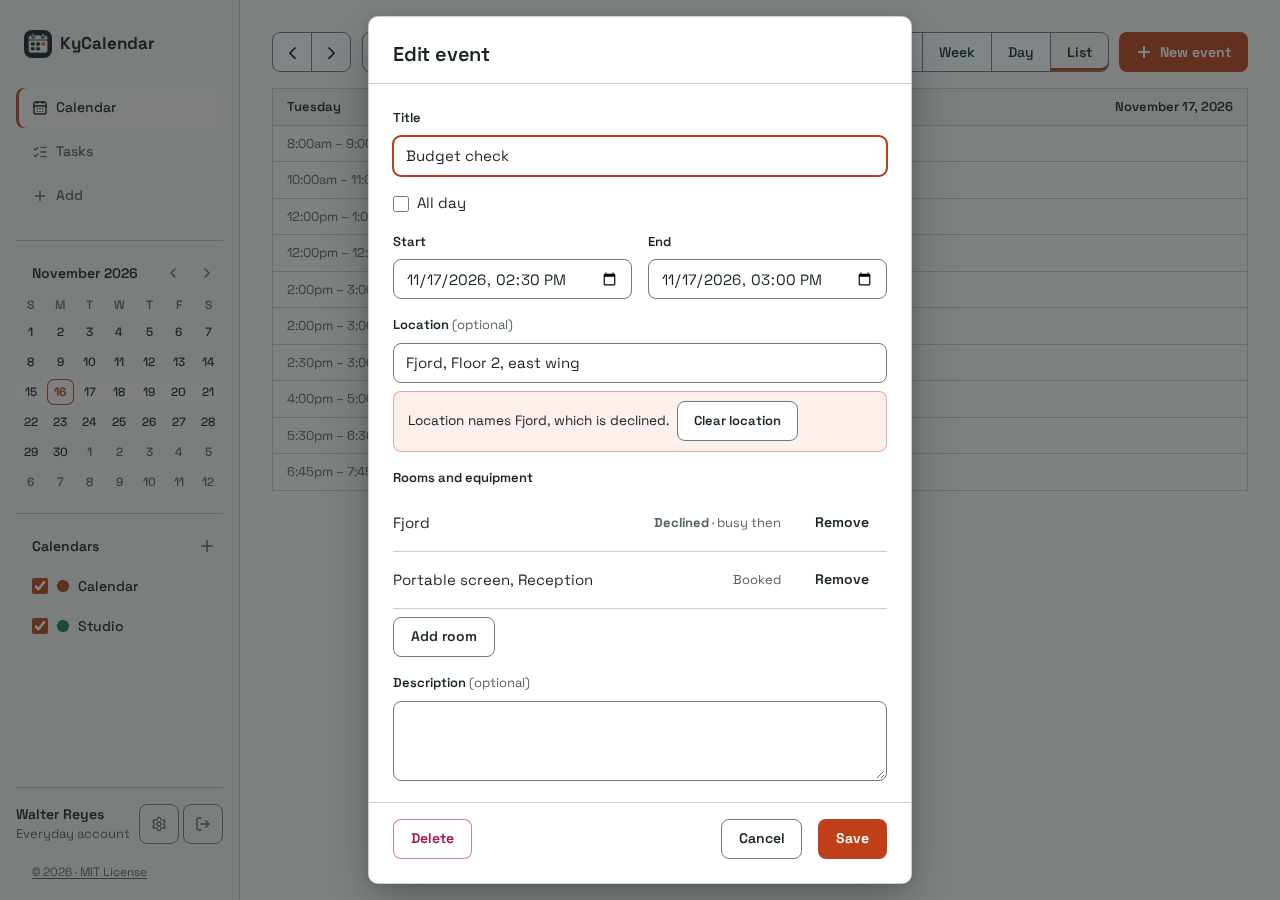 KyCalendar
Calendar
Tasks
Add
November 2026
S M T W T F S
1 2 3 4 5 6 7
8 9 10 11 12 13 14
15 16 17 18 19 20 21
22 23 24 25 26 27 28
29 30 1 2 3 4 5
6 7 8 9 10 11 12
Calendars
Calendar
Studio
Walter Reyes
Everyday account
© 2026 · MIT License
Week Day List
New event
Tuesday
November 17, 2026
8:00am – 9:00
10:00am – 11:
12:00pm – 1:0
12:00pm – 12:
2:00pm – 3:0
2:00pm – 3:0
2:30pm – 3:0
4:00pm – 5:0
5:30pm – 6:3
6:45pm – 7:4
Edit event
Title
Budget check
All day
Start
End
11/17/2026, 02:30 PM
11/17/2026, 03:00 PM
Location (optional)
Fjord, Floor 2, east wing
Location names Fjord, which is declined.
Clear location
Rooms and equipment
Fjord
Declined · busy then
Remove
Portable screen, Reception
Booked
Remove
Add room
Description (optional)
Delete
Cancel
Save